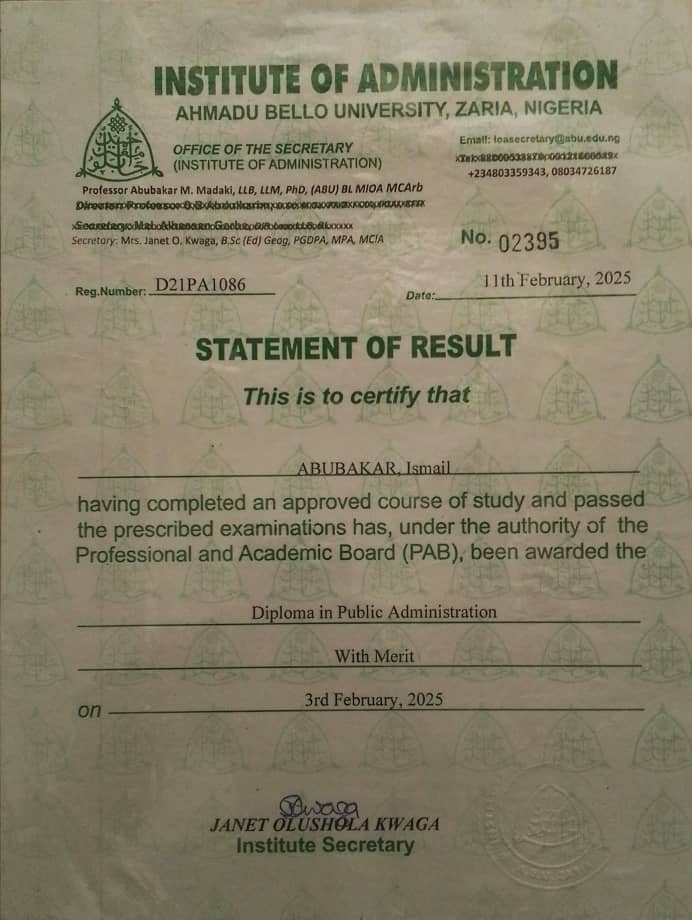 INSTITUTE OF ADMINISTRATION
AHMADU BELLO UNIVERSITY, ZARIA, NIGERIA
OFFICE OF THE SECRETARY
(INSTITUTE OF ADMINISTRATION)
Email: ioasecretary@abu.edu.ng
+234803359343, 08034726187
Professor Abubakar M. Madaki, LLB, LLM, PhD, (ABU) BL MIOA MCArb
Secretary: Mrs. Janet O. Kwaga, B.Sc (Ed) Geog, PGDPA, MPA, MCIA
No. 02395
Reg.Number: D21PA1086
Date: 11th February, 2025
STATEMENT OF RESULT
This is to certify that
ABUBAKAR, Ismail
having completed an approved course of study and passed
the prescribed examinations has, under the authority of the
Professional and Academic Board (PAB), been awarded the
Diploma in Public Administration
With Merit
on 3rd February, 2025
JANET OLUSHOLA KWAGA
Institute Secretary